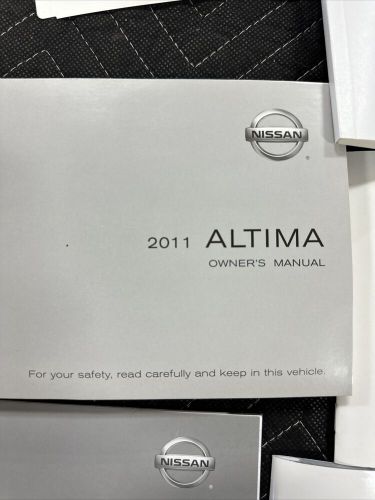 NISSAN
2011 ALTIMA
OWNER'S MANUAL
For your safety, read carefully and keep in this vehicle.
NISSAN